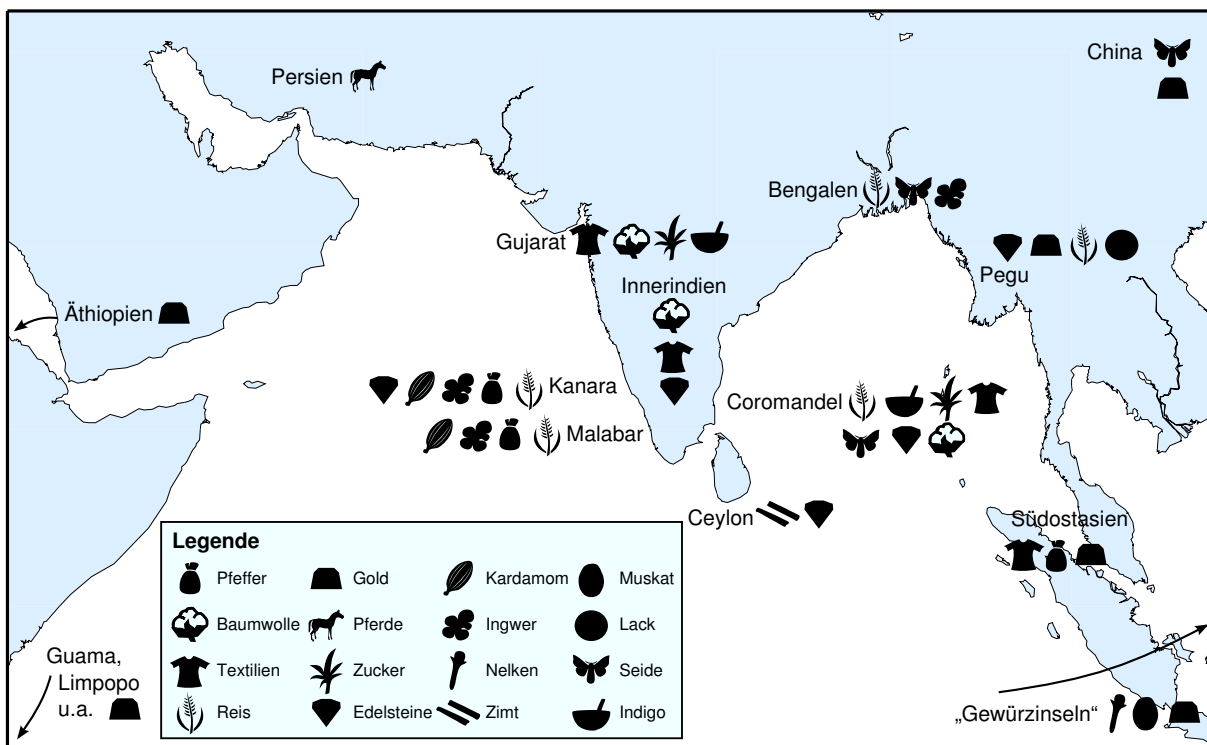 China
Persien
Bengalen
Gujarat
Pegu
Innerindien
Äthiopien
Kanara
Coromandel
Malabar
Ceylon
Südostasien
Legende
Pfeffer
Gold
Kardamom
Muskat
Baumwolle
Pferde
Ingwer
Lack
Textilien
Zucker
Nelken
Seide
Reis
Edelsteine
Zimt
Indigo
Guama,
Limpopo
u.a.
„Gewürzinseln“